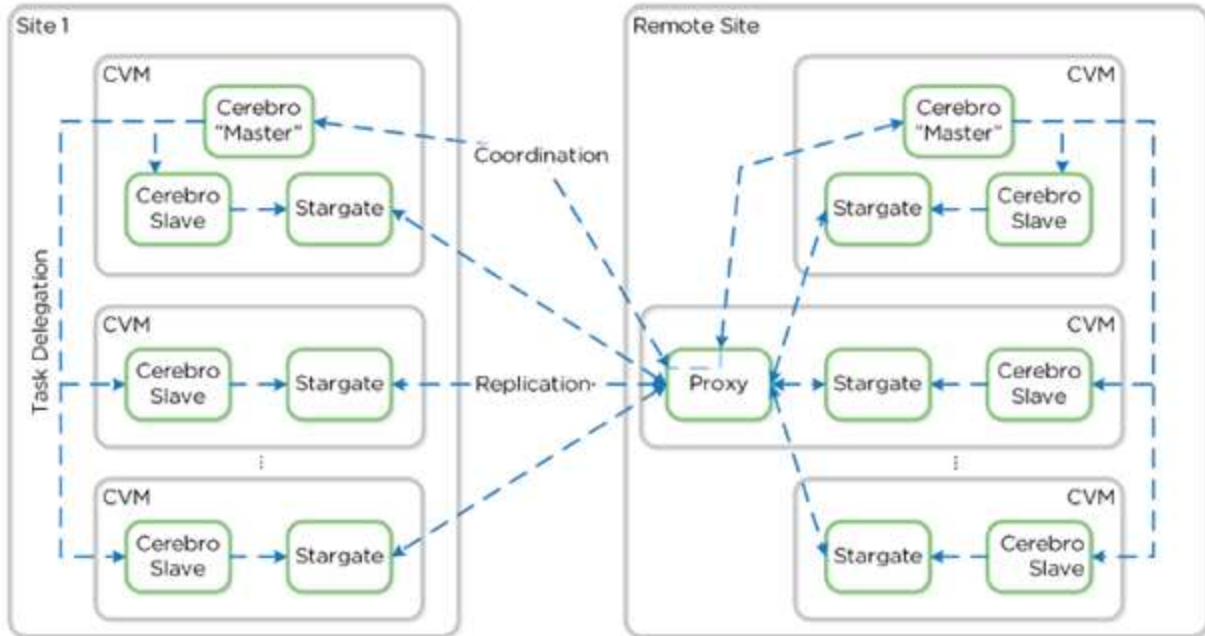 Site 1
Remote Site
CVM
Cerebro
"Master"
Cerebro
Slave
Stargate
Coordination
CVM
Cerebro
"Master"
Stargate
Cerebro
Slave
Task Delegation
CVM
Cerebro
Slave
Stargate
Replication
CVM
Proxy
Stargate
Cerebro
Slave
...
...
CVM
Cerebro
Slave
Stargate
CVM
Stargate
Cerebro
Slave